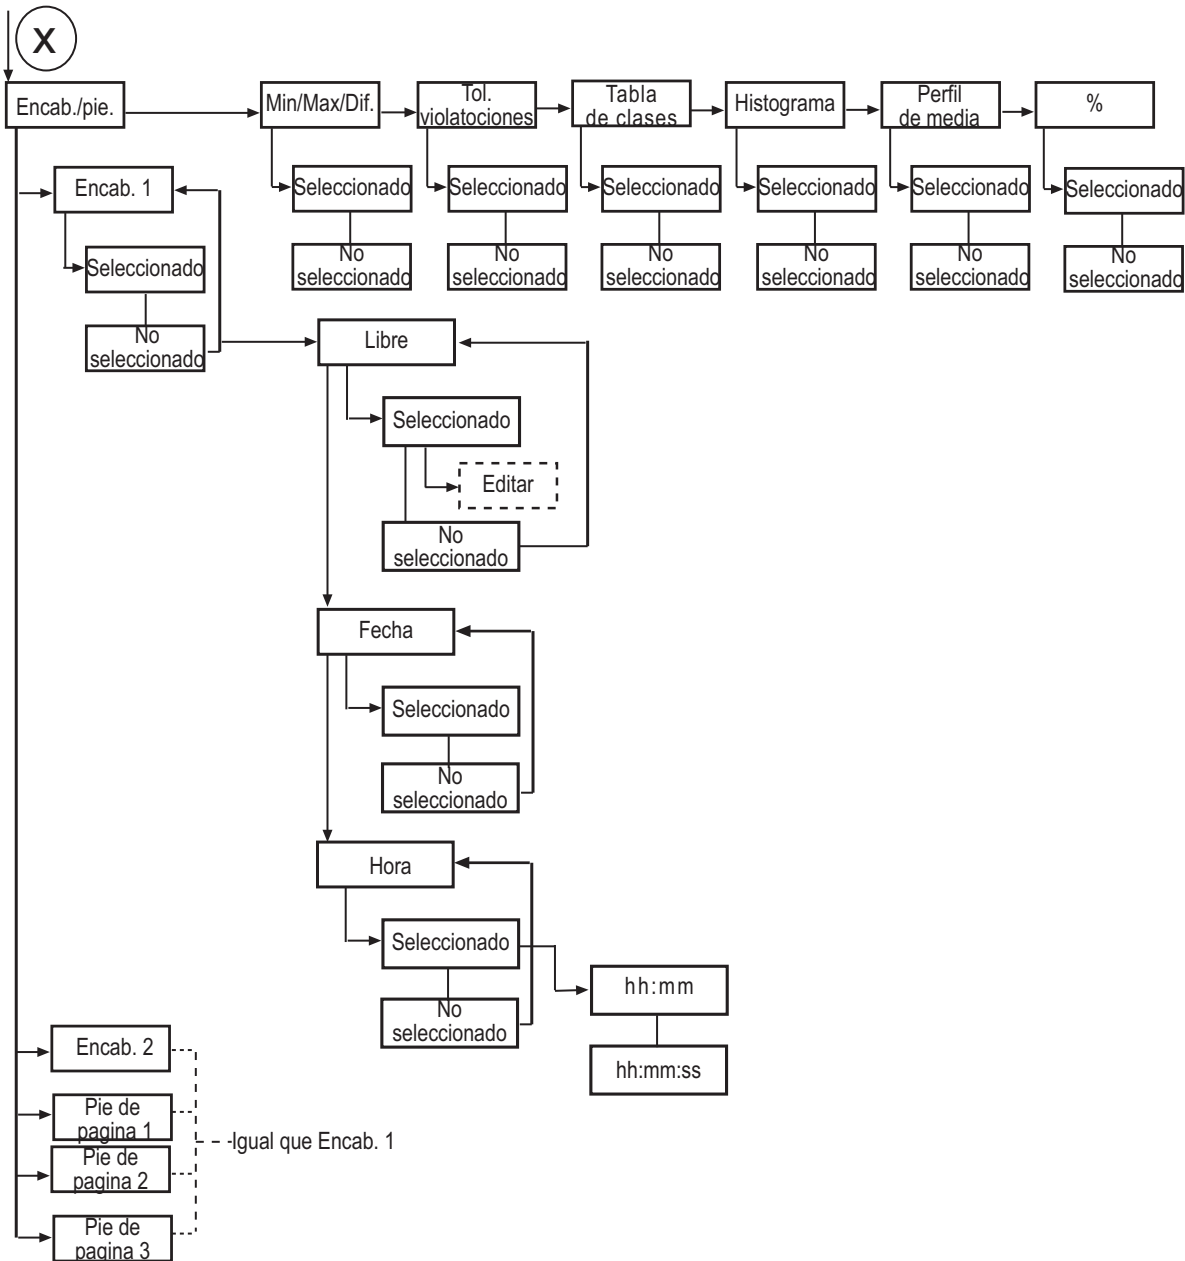 X
Encab./pie.
Min/Max/Dif.
Tol.
violatociones
Tabla
de clases
Histograma
Perfil
de media
%
Encab. 1
Seleccionado
Seleccionado
Seleccionado
Seleccionado
Seleccionado
Seleccionado
No
seleccionado
No
seleccionado
No
seleccionado
No
seleccionado
No
seleccionado
No
seleccionado
Seleccionado
No
seleccionado
Libre
Seleccionado
Editar
No
seleccionado
Fecha
Seleccionado
No
seleccionado
Hora
Seleccionado
No
seleccionado
hh:mm
hh:mm:ss
Encab. 2
Pie de
pagina 1
Pie de
pagina 2
Pie de
pagina 3
Igual que Encab. 1